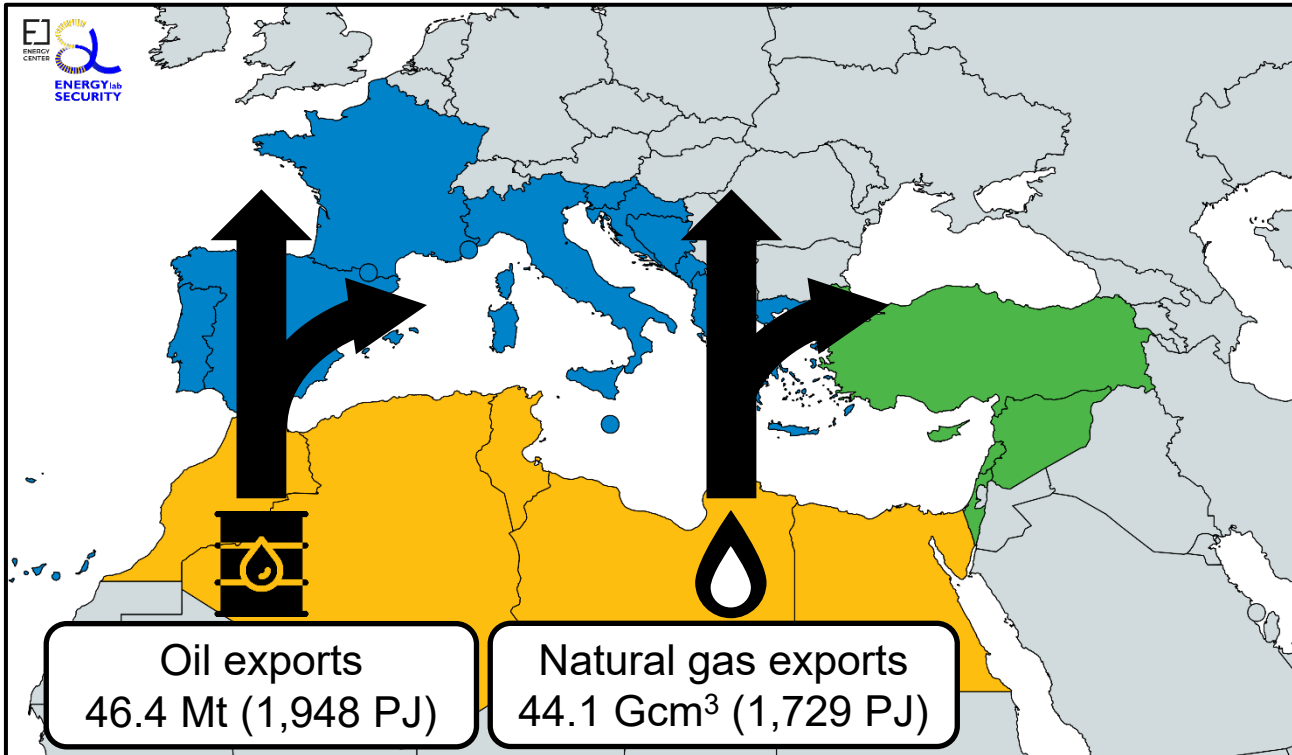 ENERGY
CENTER
ENERGY lab
SECURITY
Oil exports
46.4 Mt (1,948 PJ)
Natural gas exports
44.1 Gcm³ (1,729 PJ)